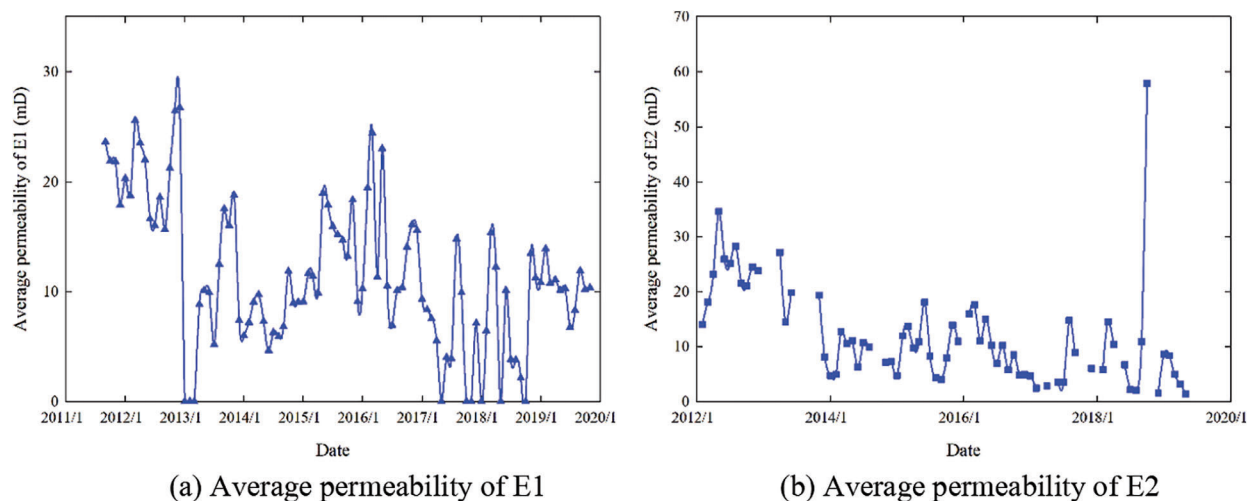 Average permeability of E1 (mD)
30
20
10
0
2011/1 2012/1 2013/1 2014/1 2015/1 2016/1 2017/1 2018/1 2019/1 2020/1
Date
(a) Average permeability of E1
Average permeability of E2 (mD)
70
60
50
40
30
20
10
0
2012/1 2014/1 2016/1 2018/1 2020/1
Date
(b) Average permeability of E2